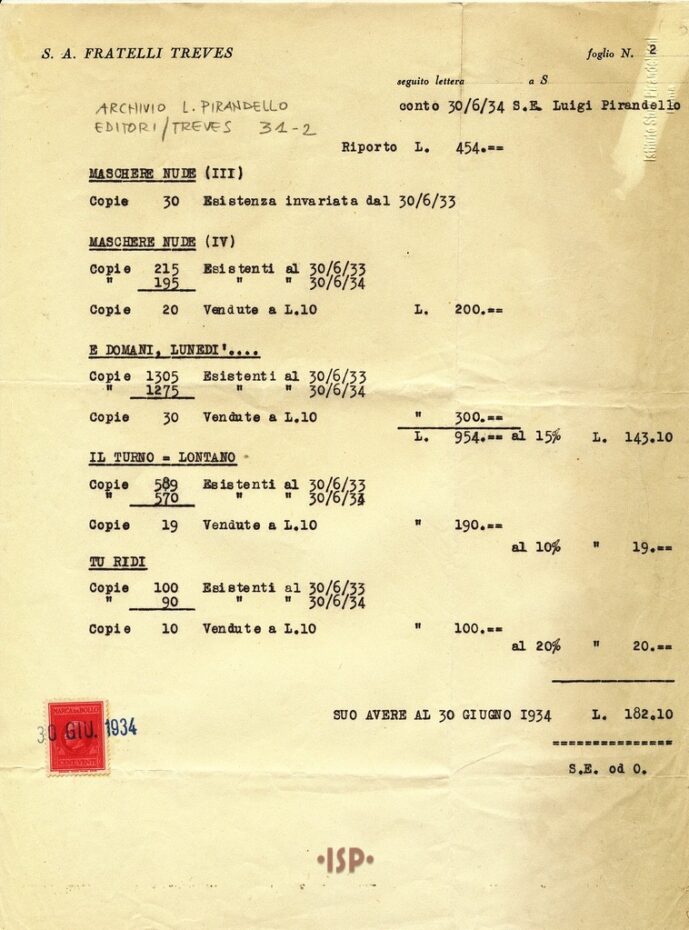 S. A. FRATELLI TREVES foglio N. 2
seguito lettera a S
ARCHIVIO L. PIRANDELLO conto 30/6/34 S.E. Luigi Pirandello
EDITORI/TREVES 31-2
Riporto L. 454.==
MASCHERE NUDE (III)
Copie 30 Esistenza invariata dal 30/6/33
MASCHERE NUDE (IV)
Copie 215 Esistenti al 30/6/33
" 195 " " 30/6/34
Copie 20 Vendute a L.10 L. 200.==
E DOMANI, LUNEDI'....
Copie 1305 Esistenti al 30/6/33
" 1275 " " 30/6/34
Copie 30 Vendute a L.10 " 300.==
L. 954.== al 15% L. 143.10
IL TURNO = LONTANO
Copie 589 Esistenti al 30/6/33
" 570 " " 30/6/34
Copie 19 Vendute a L.10 " 190.==
al 10% " 19.==
TU RIDI
Copie 100 Esistenti al 30/6/33
" 90 " " 30/6/34
Copie 10 Vendute a L.10 " 100.==
al 20% " 20.==
SUO AVERE AL 30 GIUGNO 1934 L. 182.10
===============
S.E. od O.
MARCA DA BOLLO
30 GIU. 1934
CENT. VENTI
•ISP•